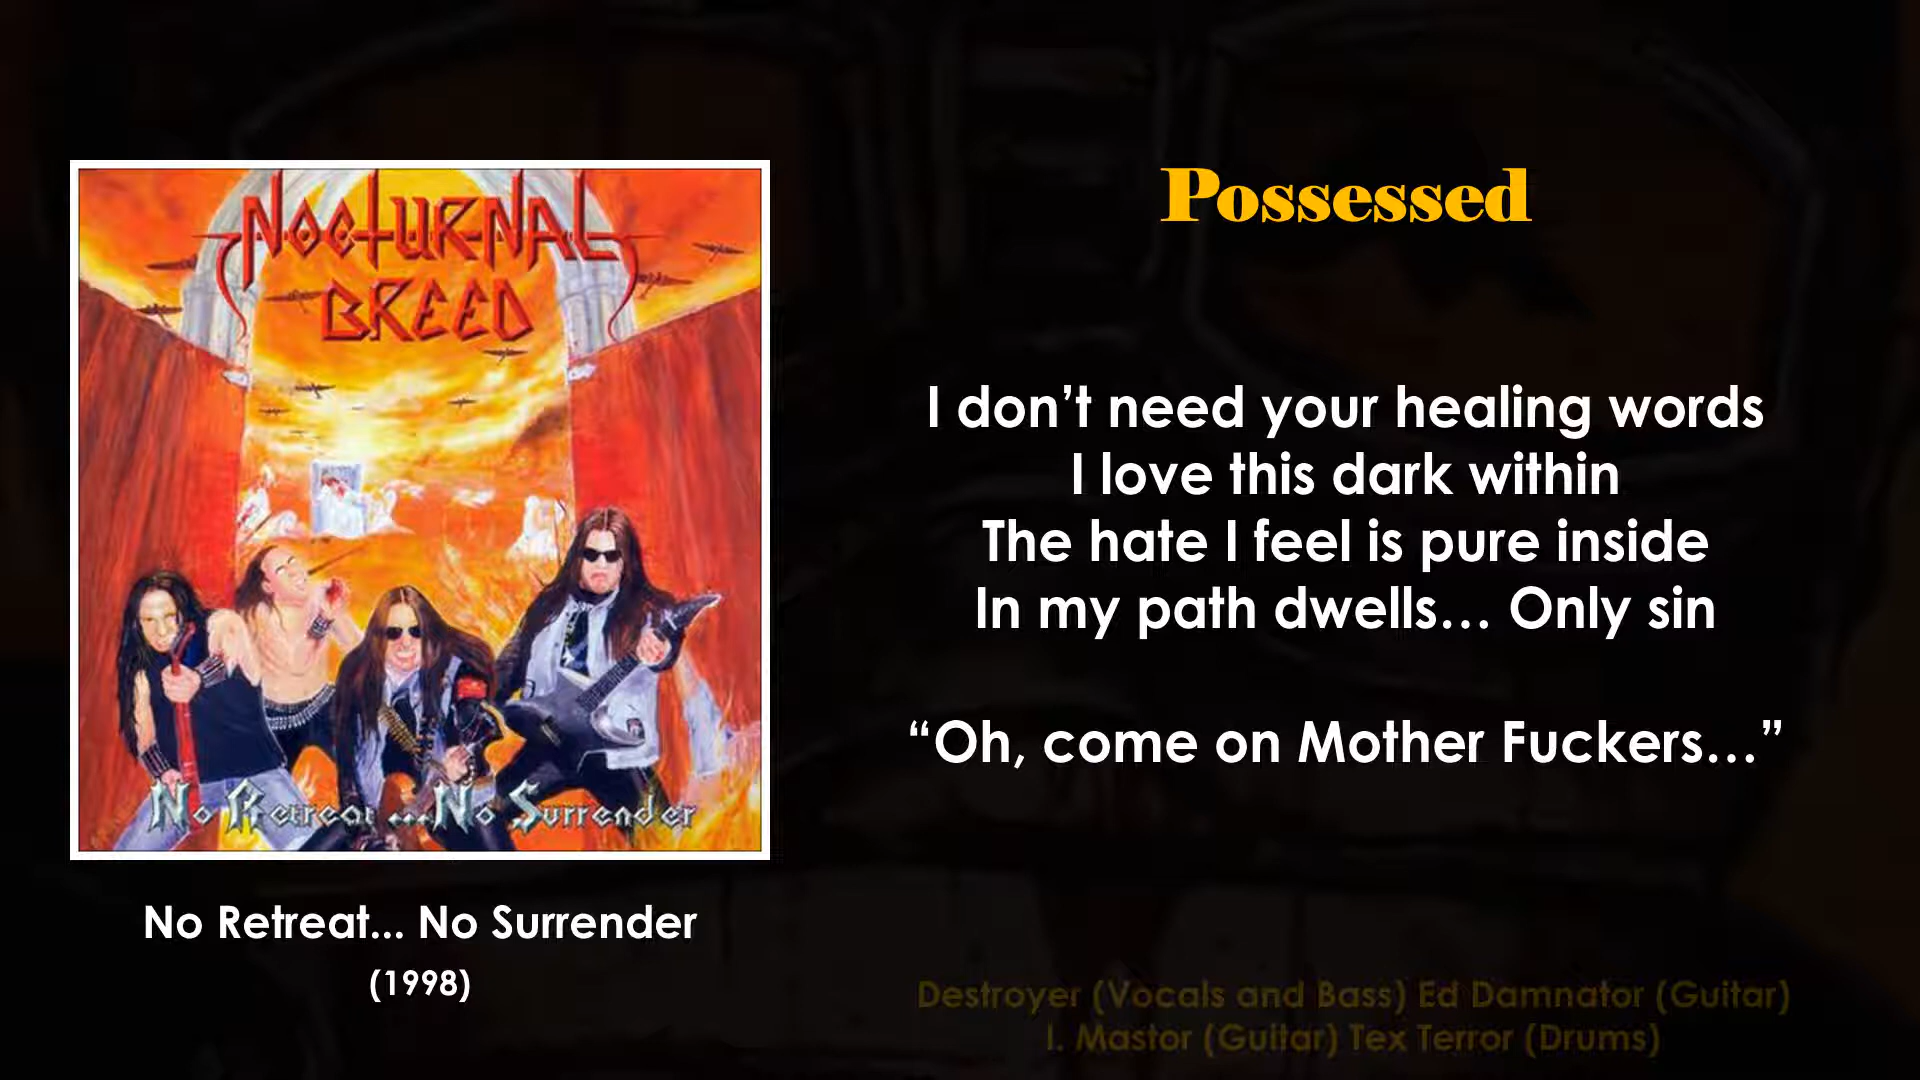 NOCTURNAL
BREED
No Retreat ...No Surrender
No Retreat... No Surrender
(1998)
Possessed
I don’t need your healing words
I love this dark within
The hate I feel is pure inside
In my path dwells… Only sin
“Oh, come on Mother Fuckers…”
Destroyer (Vocals and Bass) Ed Damnator (Guitar)
I. Mastor (Guitar) Tex Terror (Drums)